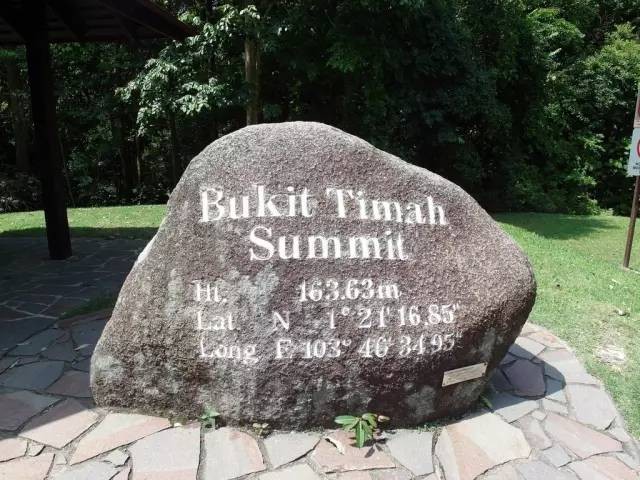 Bukit Timah
Summit
Ht. 163.63m
Lat. N 1° 21' 16.85"
Long E 103° 46' 34.95"